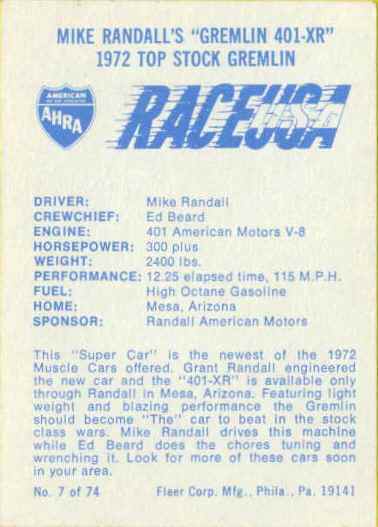 MIKE RANDALL'S "GREMLIN 401-XR"
1972 TOP STOCK GREMLIN
AMERICAN
AHRA
RACEUSA
DRIVER: Mike Randall
CREWCHIEF: Ed Beard
ENGINE: 401 American Motors V-8
HORSEPOWER: 300 plus
WEIGHT: 2400 lbs.
PERFORMANCE: 12.25 elapsed time, 115 M.P.H.
FUEL: High Octane Gasoline
HOME: Mesa, Arizona
SPONSOR: Randall American Motors
This "Super Car" is the newest of the 1972
Muscle Cars offered. Grant Randall engineered
the new car and the "401-XR" is available only
through Randall in Mesa, Arizona. Featuring light
weight and blazing performance the Gremlin
should become "The" car to beat in the stock
class wars. Mike Randall drives this machine
while Ed Beard does the chores tuning and
wrenching it. Look for more of these cars soon
in your area.
No. 7 of 74 Fleer Corp. Mfg., Phila., Pa. 19141